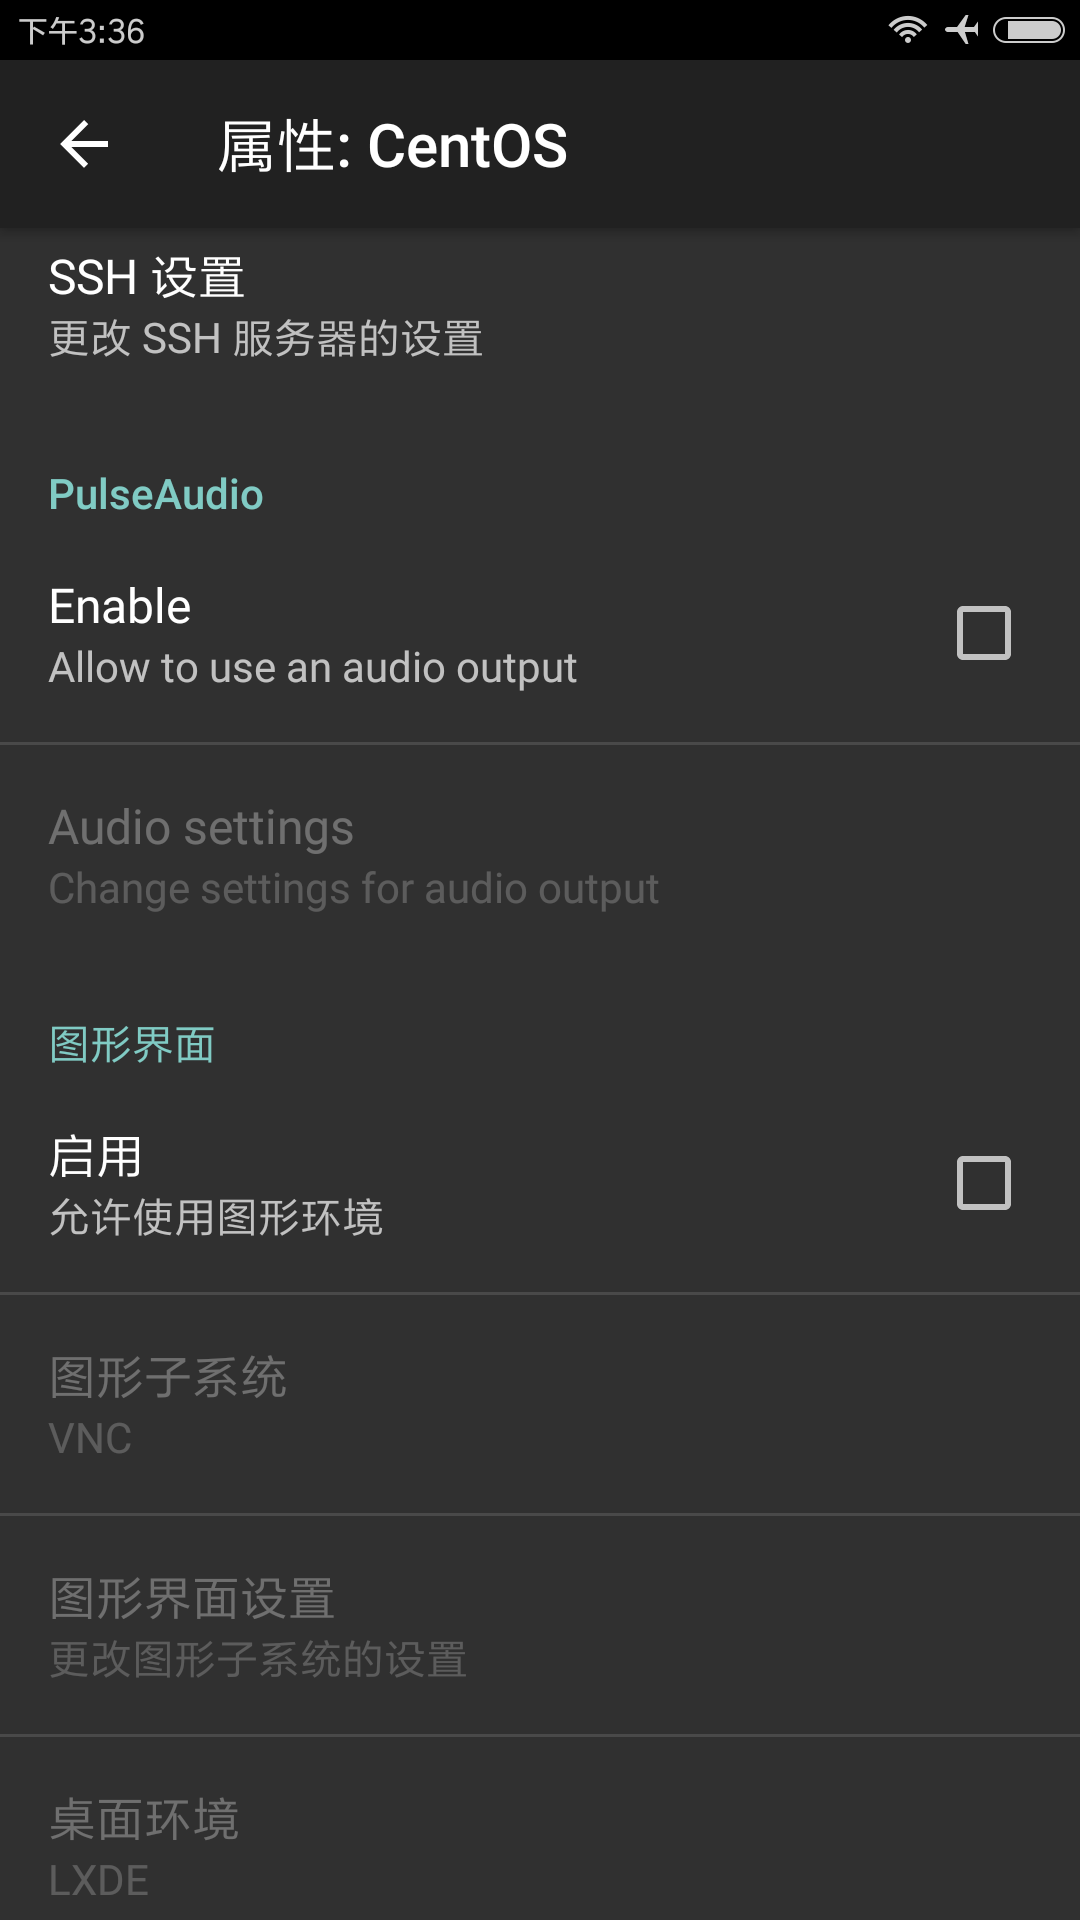 下午3:36
属性: CentOS
SSH 设置
更改 SSH 服务器的设置
PulseAudio
Enable
Allow to use an audio output
Audio settings
Change settings for audio output
图形界面
启用
允许使用图形环境
图形子系统
VNC
图形界面设置
更改图形子系统的设置
桌面环境
LXDE